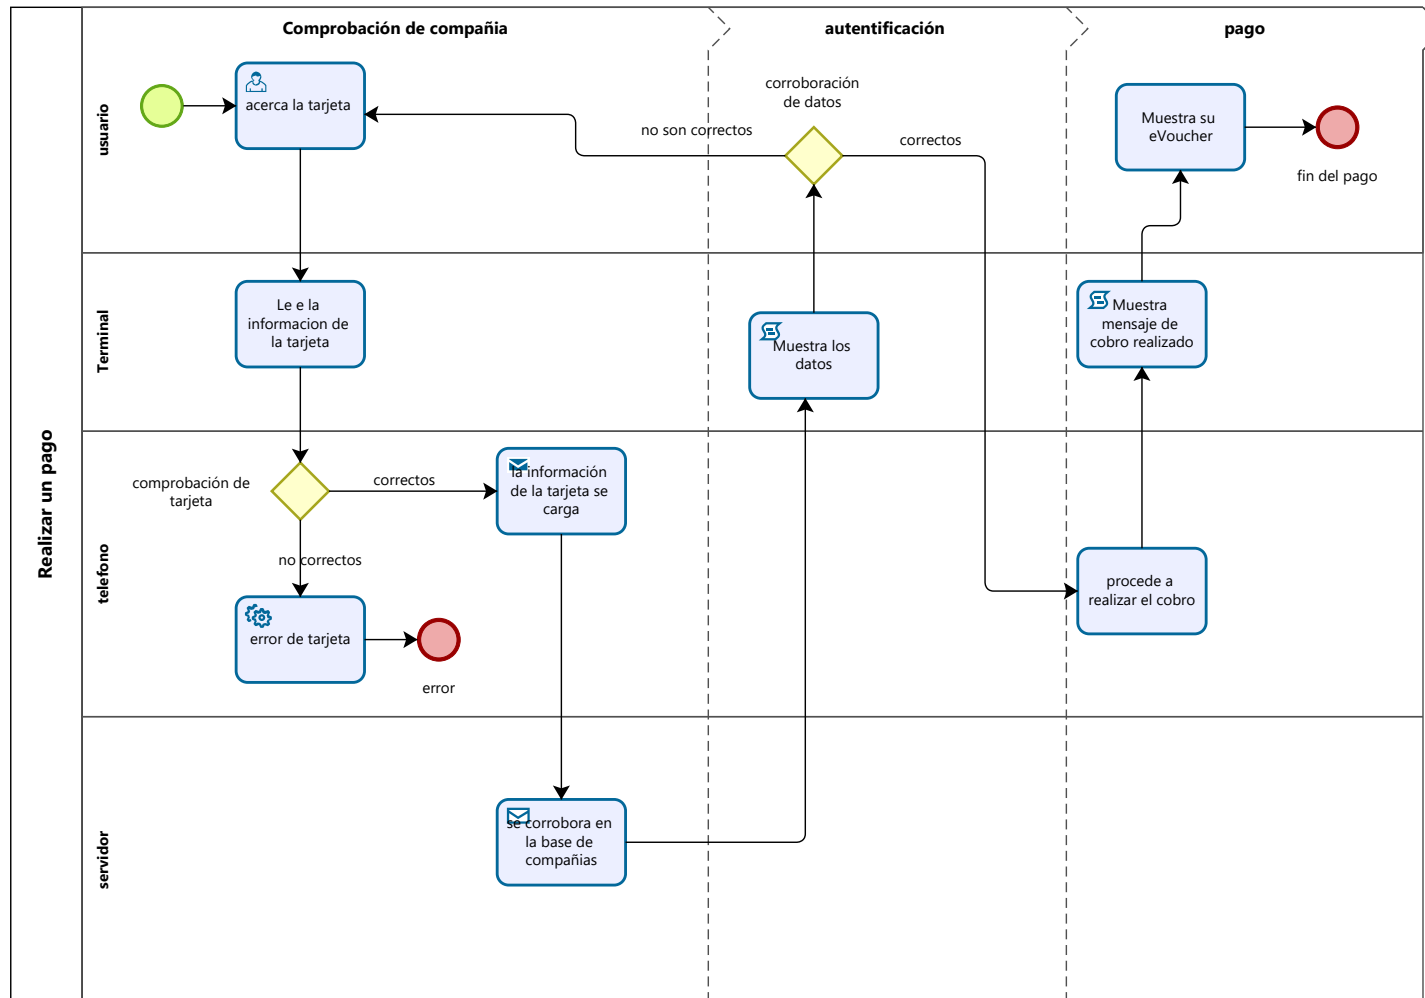 Comprobación de compañia
autentificación
pago
Realizar un pago
usuario
acerca la tarjeta
no son correctos
corroboración
de datos
correctos
Muestra su
eVoucher
fin del pago
Terminal
Le e la
informacion de
la tarjeta
Muestra los
datos
Muestra
mensaje de
cobro realizado
telefono
comprobación de
tarjeta
correctos
la información
de la tarjeta se
carga
no correctos
error de tarjeta
error
procede a
realizar el cobro
servidor
se corrobora en
la base de
compañias